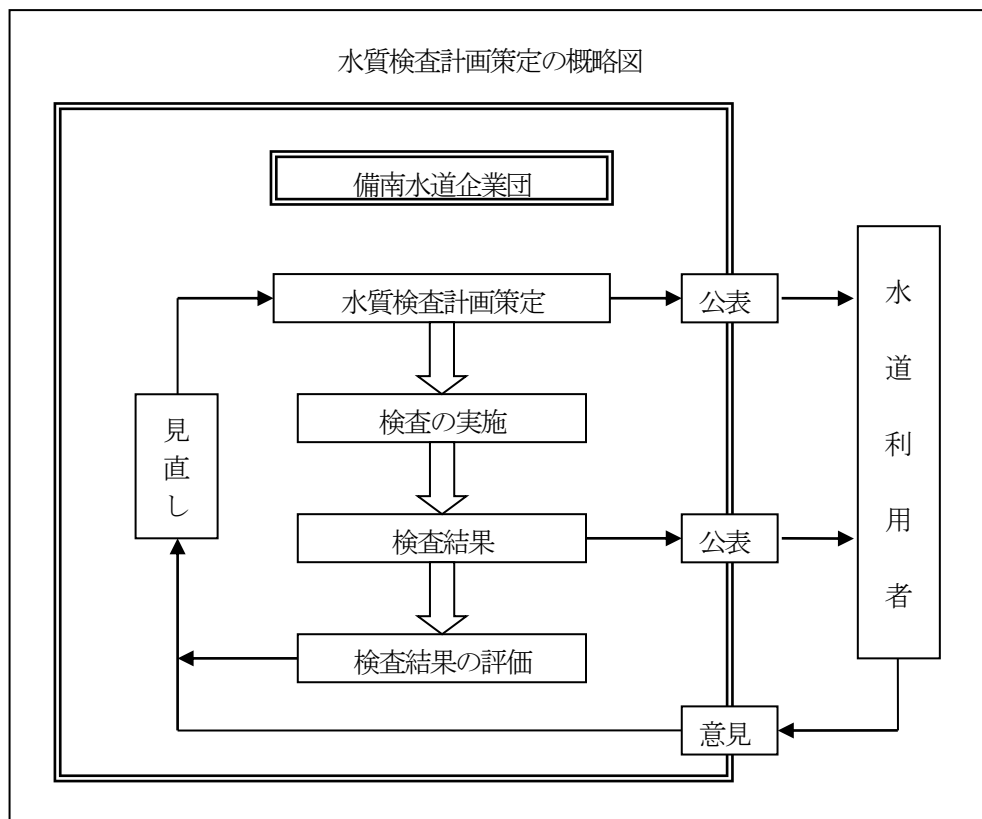 水質検査計画策定の概略図
備南水道企業団
水質検査計画策定
公表
水道利用者
検査の実施
見直し
検査結果
公表
検査結果の評価
意見